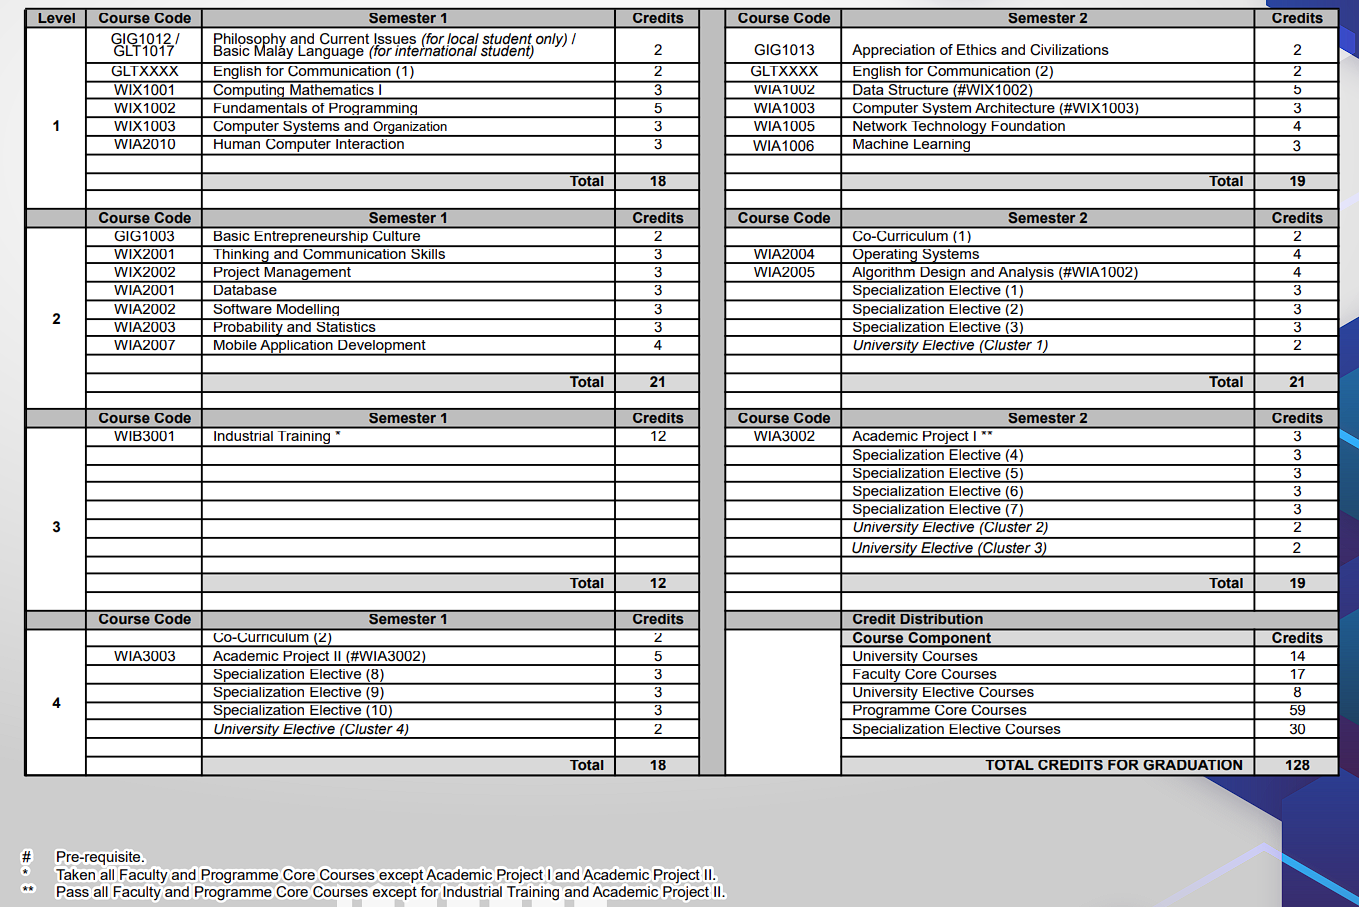 Level Course Code Semester 1 Credits Course Code Semester 2 Credits
1
GIG1012 / Philosophy and Current Issues (for local student only) /
GLT1017 Basic Malay Language (for international student) 2 GIG1013 Appreciation of Ethics and Civilizations 2
GLTXXXX English for Communication (1) 2 GLTXXXX English for Communication (2) 2
WIX1001 Computing Mathematics I 3 WIA1002 Data Structure (#WIX1002) 5
WIX1002 Fundamentals of Programming 5 WIA1003 Computer System Architecture (#WIX1003) 3
WIX1003 Computer Systems and Organization 3 WIA1005 Network Technology Foundation 4
WIA2010 Human Computer Interaction 3 WIA1006 Machine Learning 3
Total 18 Total 19
Course Code Semester 1 Credits Course Code Semester 2 Credits
2
GIG1003 Basic Entrepreneurship Culture 2 Co-Curriculum (1) 2
WIX2001 Thinking and Communication Skills 3 WIA2004 Operating Systems 4
WIX2002 Project Management 3 WIA2005 Algorithm Design and Analysis (#WIA1002) 4
WIA2001 Database 3 Specialization Elective (1) 3
WIA2002 Software Modelling 3 Specialization Elective (2) 3
WIA2003 Probability and Statistics 3 Specialization Elective (3) 3
WIA2007 Mobile Application Development 4 University Elective (Cluster 1) 2
Total 21 Total 21
Course Code Semester 1 Credits Course Code Semester 2 Credits
3
WIB3001 Industrial Training * 12 WIA3002 Academic Project I ** 3
Specialization Elective (4) 3
Specialization Elective (5) 3
Specialization Elective (6) 3
Specialization Elective (7) 3
University Elective (Cluster 2) 2
University Elective (Cluster 3) 2
Total 12 Total 19
Course Code Semester 1 Credits Credit Distribution
4
Co-Curriculum (2) 2 Course Component Credits
WIA3003 Academic Project II (#WIA3002) 5 University Courses 14
Specialization Elective (8) 3 Faculty Core Courses 17
Specialization Elective (9) 3 University Elective Courses 8
Specialization Elective (10) 3 Programme Core Courses 59
University Elective (Cluster 4) 2 Specialization Elective Courses 30
Total 18 TOTAL CREDITS FOR GRADUATION 128
# Pre-requisite.
* Taken all Faculty and Programme Core Courses except Academic Project I and Academic Project II.
** Pass all Faculty and Programme Core Courses except for Industrial Training and Academic Project II.